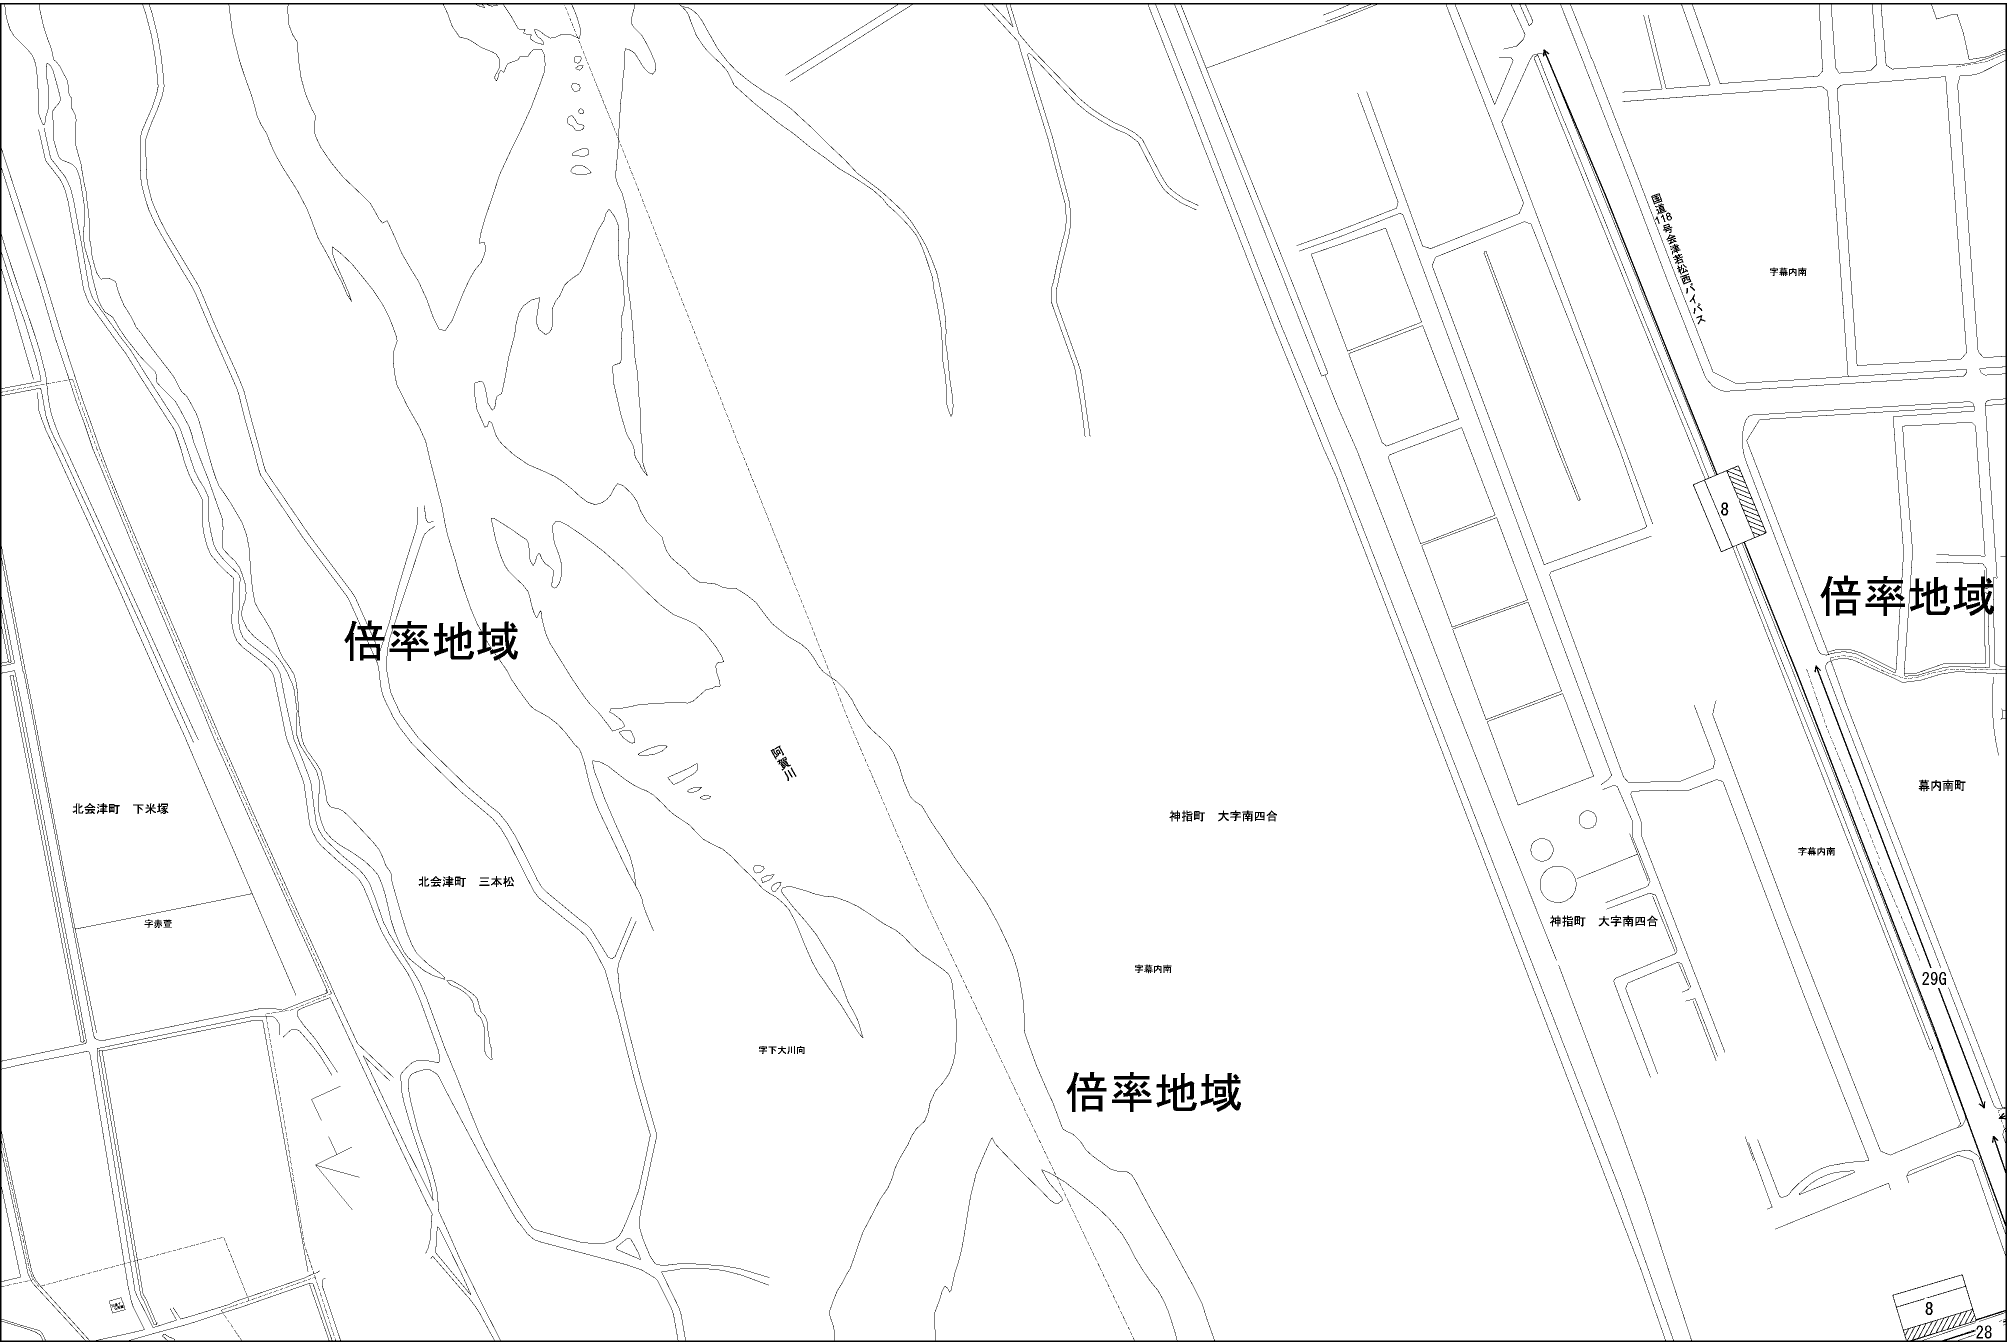 国道118号会津若松西バイパス
字幕内南
8
倍率地域
倍率地域
阿賀川
幕内南町
北会津町　下米塚
神指町　大字南四合
字幕内南
北会津町　三本松
字赤萱
神指町　大字南四合
字幕内南
29G
字下大川向
倍率地域
8
28